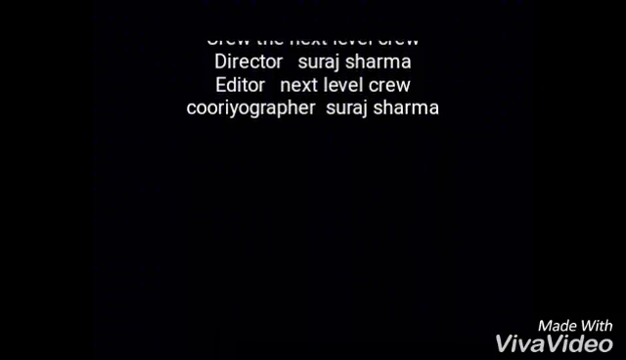 Crew the next level crew
Director suraj sharma
Editor next level crew
cooriyographer suraj sharma
Made With
VivaVideo